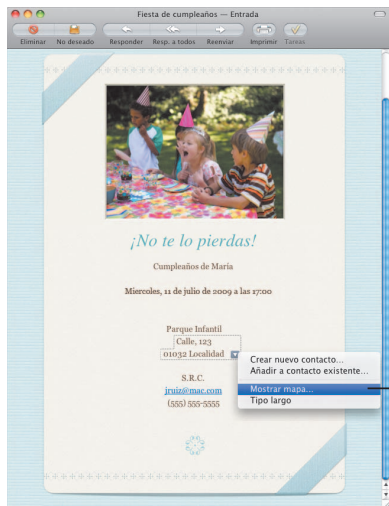 Fiesta de cumpleaños — Entrada
Eliminar No deseado Responder Resp. a todos Reenviar Imprimir Tareas
¡No te lo pierdas!
Cumpleaños de Maria
Miercoles, 11 de julio de 2009 a las 17:00
Parque Infantil
Calle, 123
01032 Localidad
Crear nuevo contacto...
Añadir a contacto existente...
Mostrar mapa...
Tipo largo
S.R.C.
jruiz@mac.com
(555) 555-5555